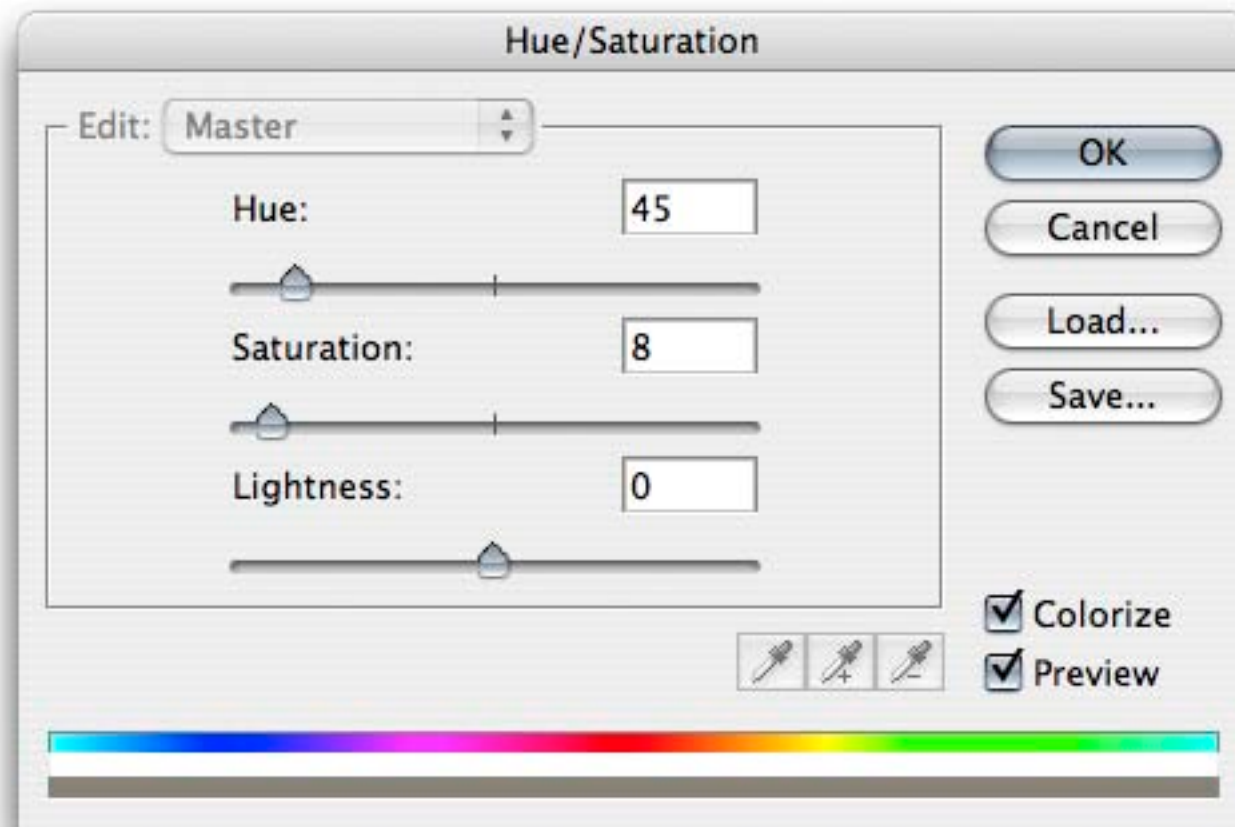 Hue/Saturation
Edit: Master
Hue: 45
Saturation: 8
Lightness: 0
OK
Cancel
Load...
Save...
Colorize
Preview